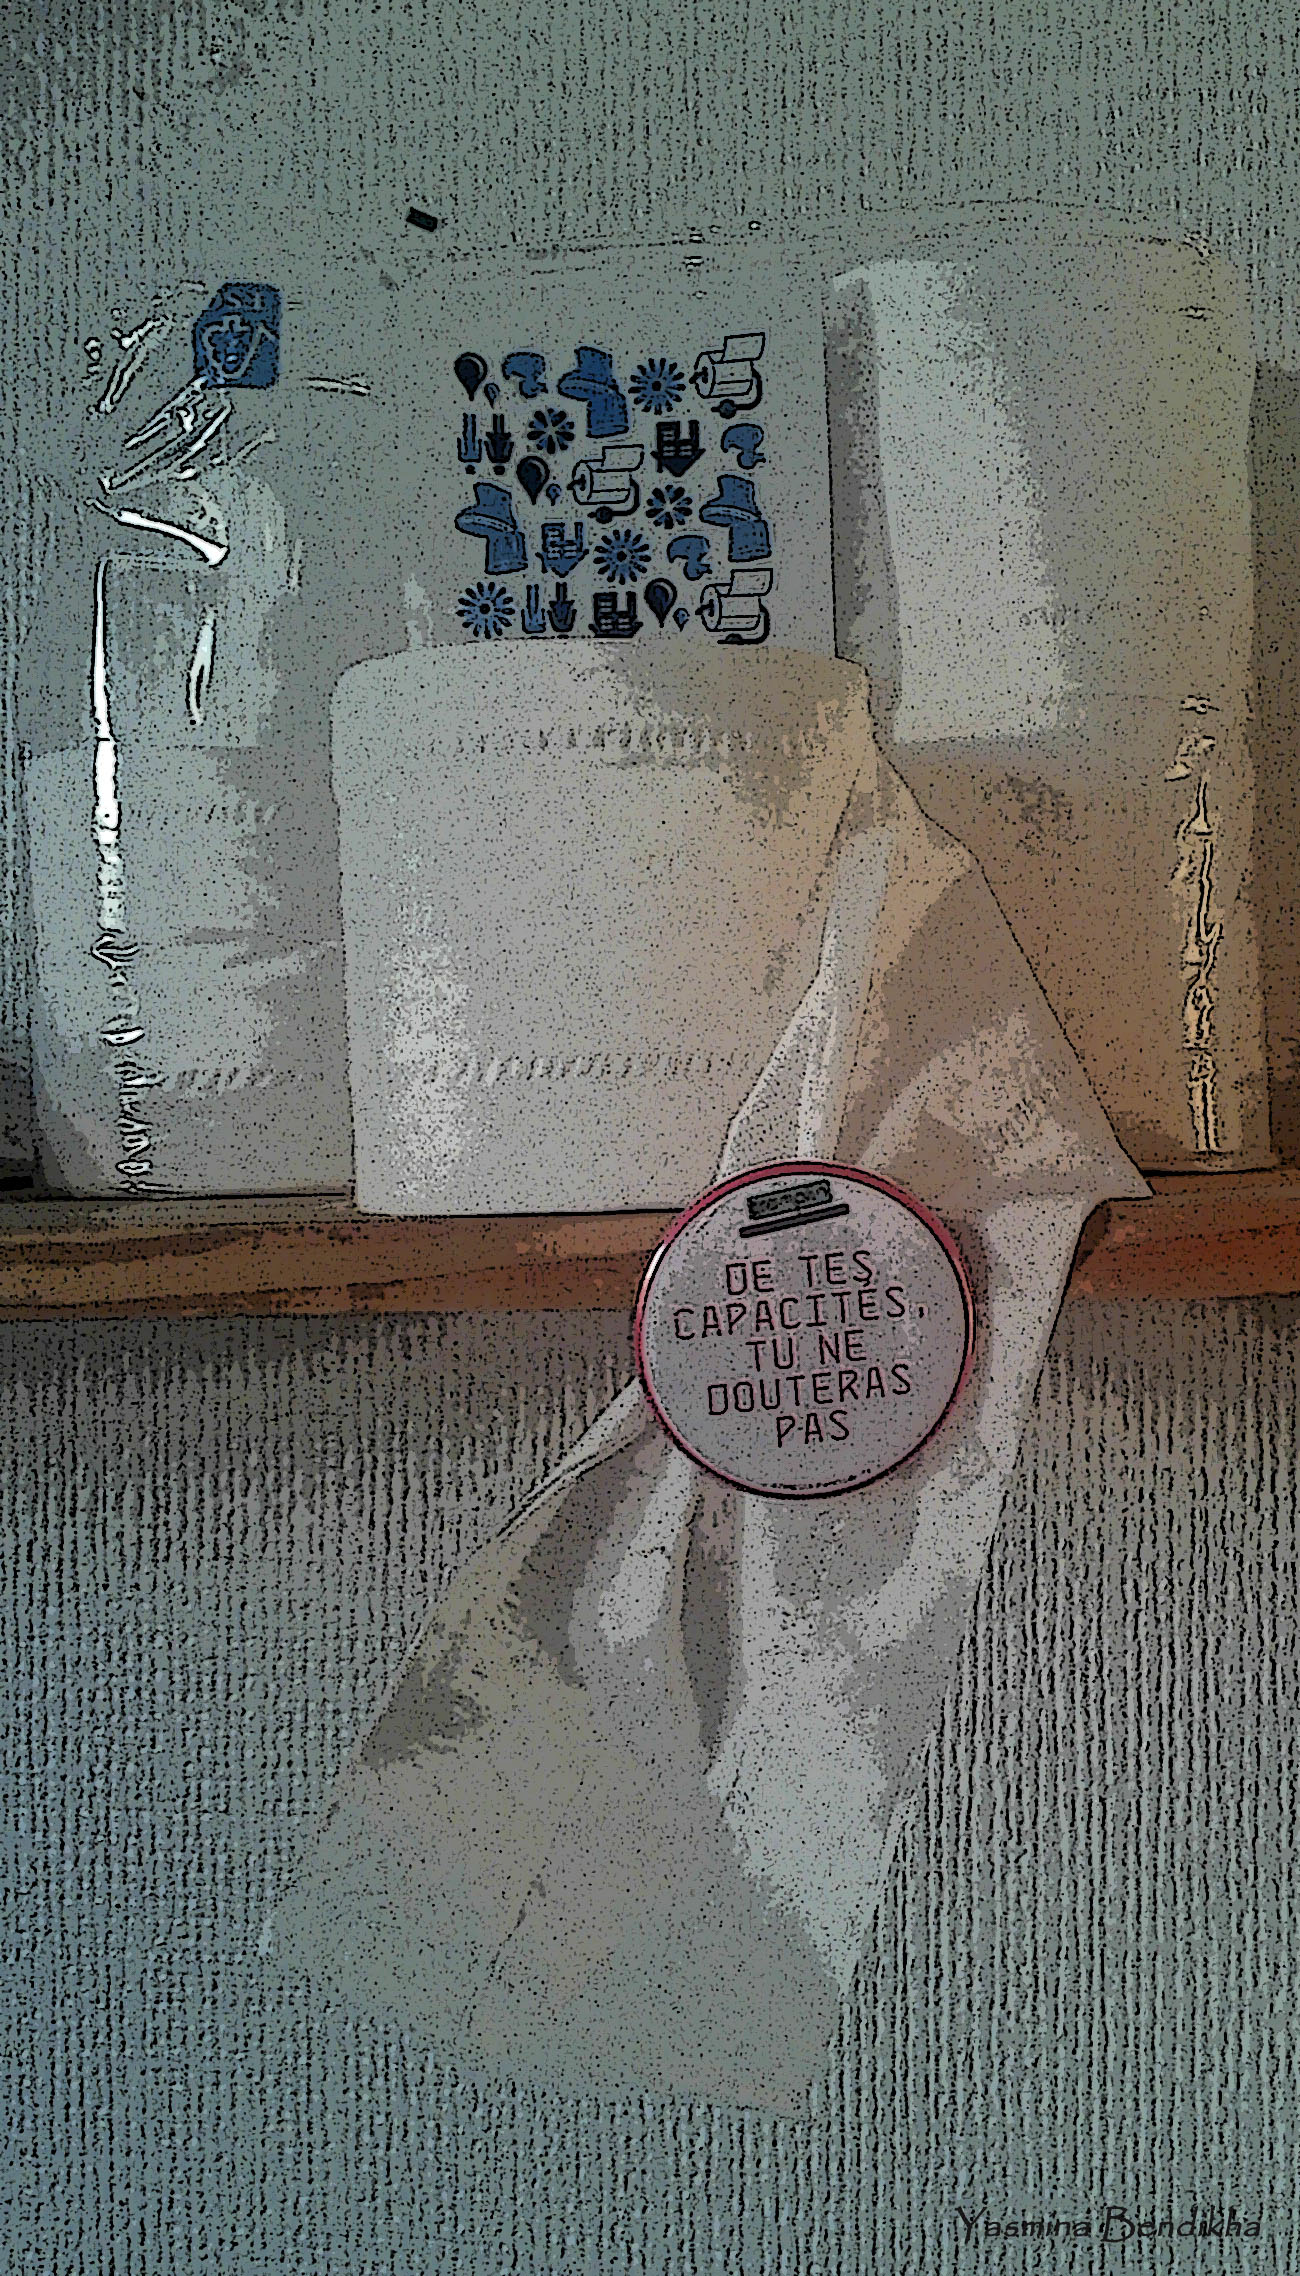 DE TES
CAPACITÉS,
TU NE
DOUTERAS
PAS
Yasmina Bendikha